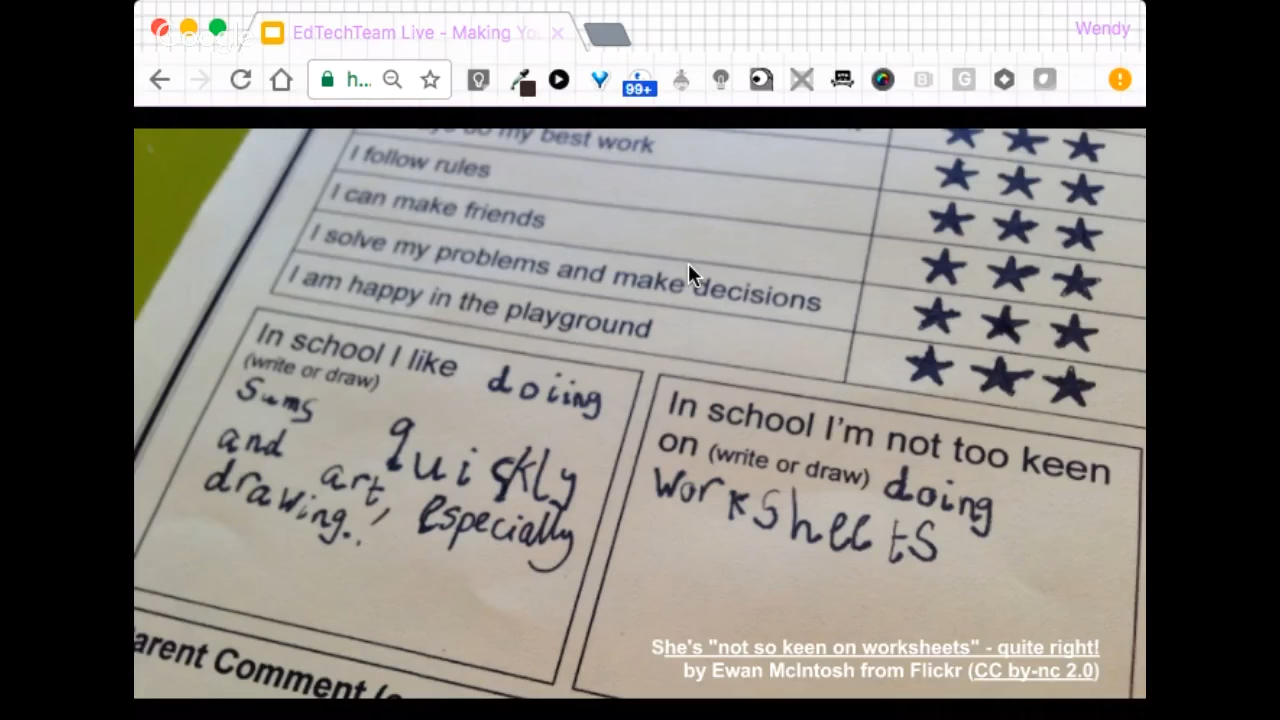 Google
EdTechTeam Live - Making Yo
Wendy
h...
99+
do my best work
I follow rules
I can make friends
I solve my problems and make decisions
I am happy in the playground
In school I like doiing
(write or draw)
sums quickly
and art, especially
drawing..
In school I'm not too keen
on (write or draw) doing
worksheets
arent Comment
She's "not so keen on worksheets" - quite right!
by Ewan McIntosh from Flickr (CC by-nc 2.0)